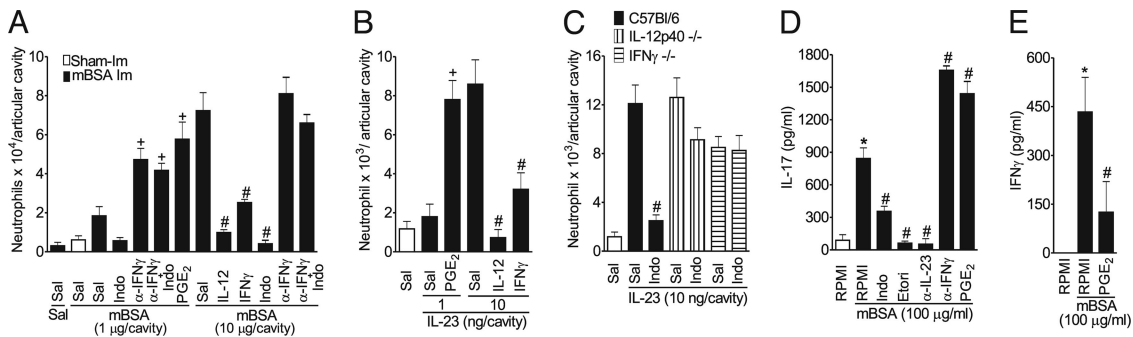 A
Neutrophils x 10⁴/articular cavity
10
8
6
4
2
0
Sham-Im
mBSA Im
+
+
+
#
#
#
Sal
Sal
Sal
Indo
α-IFNγ
α-IFNγ + Indo
PGE₂
Sal
IL-12
IFNγ
Indo
α-IFNγ
α-IFNγ + Indo
Sal
mBSA
(1 μg/cavity)
mBSA
(10 μg/cavity)
B
Neutrophils x 10³/ articular cavity
10
8
6
4
2
0
+
#
#
Sal
Sal
PGE₂
Sal
IL-12
IFNγ
1
10
IL-23 (ng/cavity)
C
C57Bl/6
IL-12p40 -/-
IFNγ -/-
Neutrophil x 10³/articular cavity
16
12
8
4
0
#
Sal
Sal
Indo
Sal
Indo
Sal
Indo
IL-23 (10 ng/cavity)
D
IL-17 (pg/ml)
1800
1500
1200
900
600
300
0
*
#
#
#
#
#
RPMI
RPMI
Indo
Etori
α-IL-23
α-IFNγ
PGE₂
mBSA (100 μg/ml)
E
IFNγ (pg/ml)
600
450
300
150
0
*
#
RPMI
RPMI
PGE₂
mBSA
(100 μg/ml)